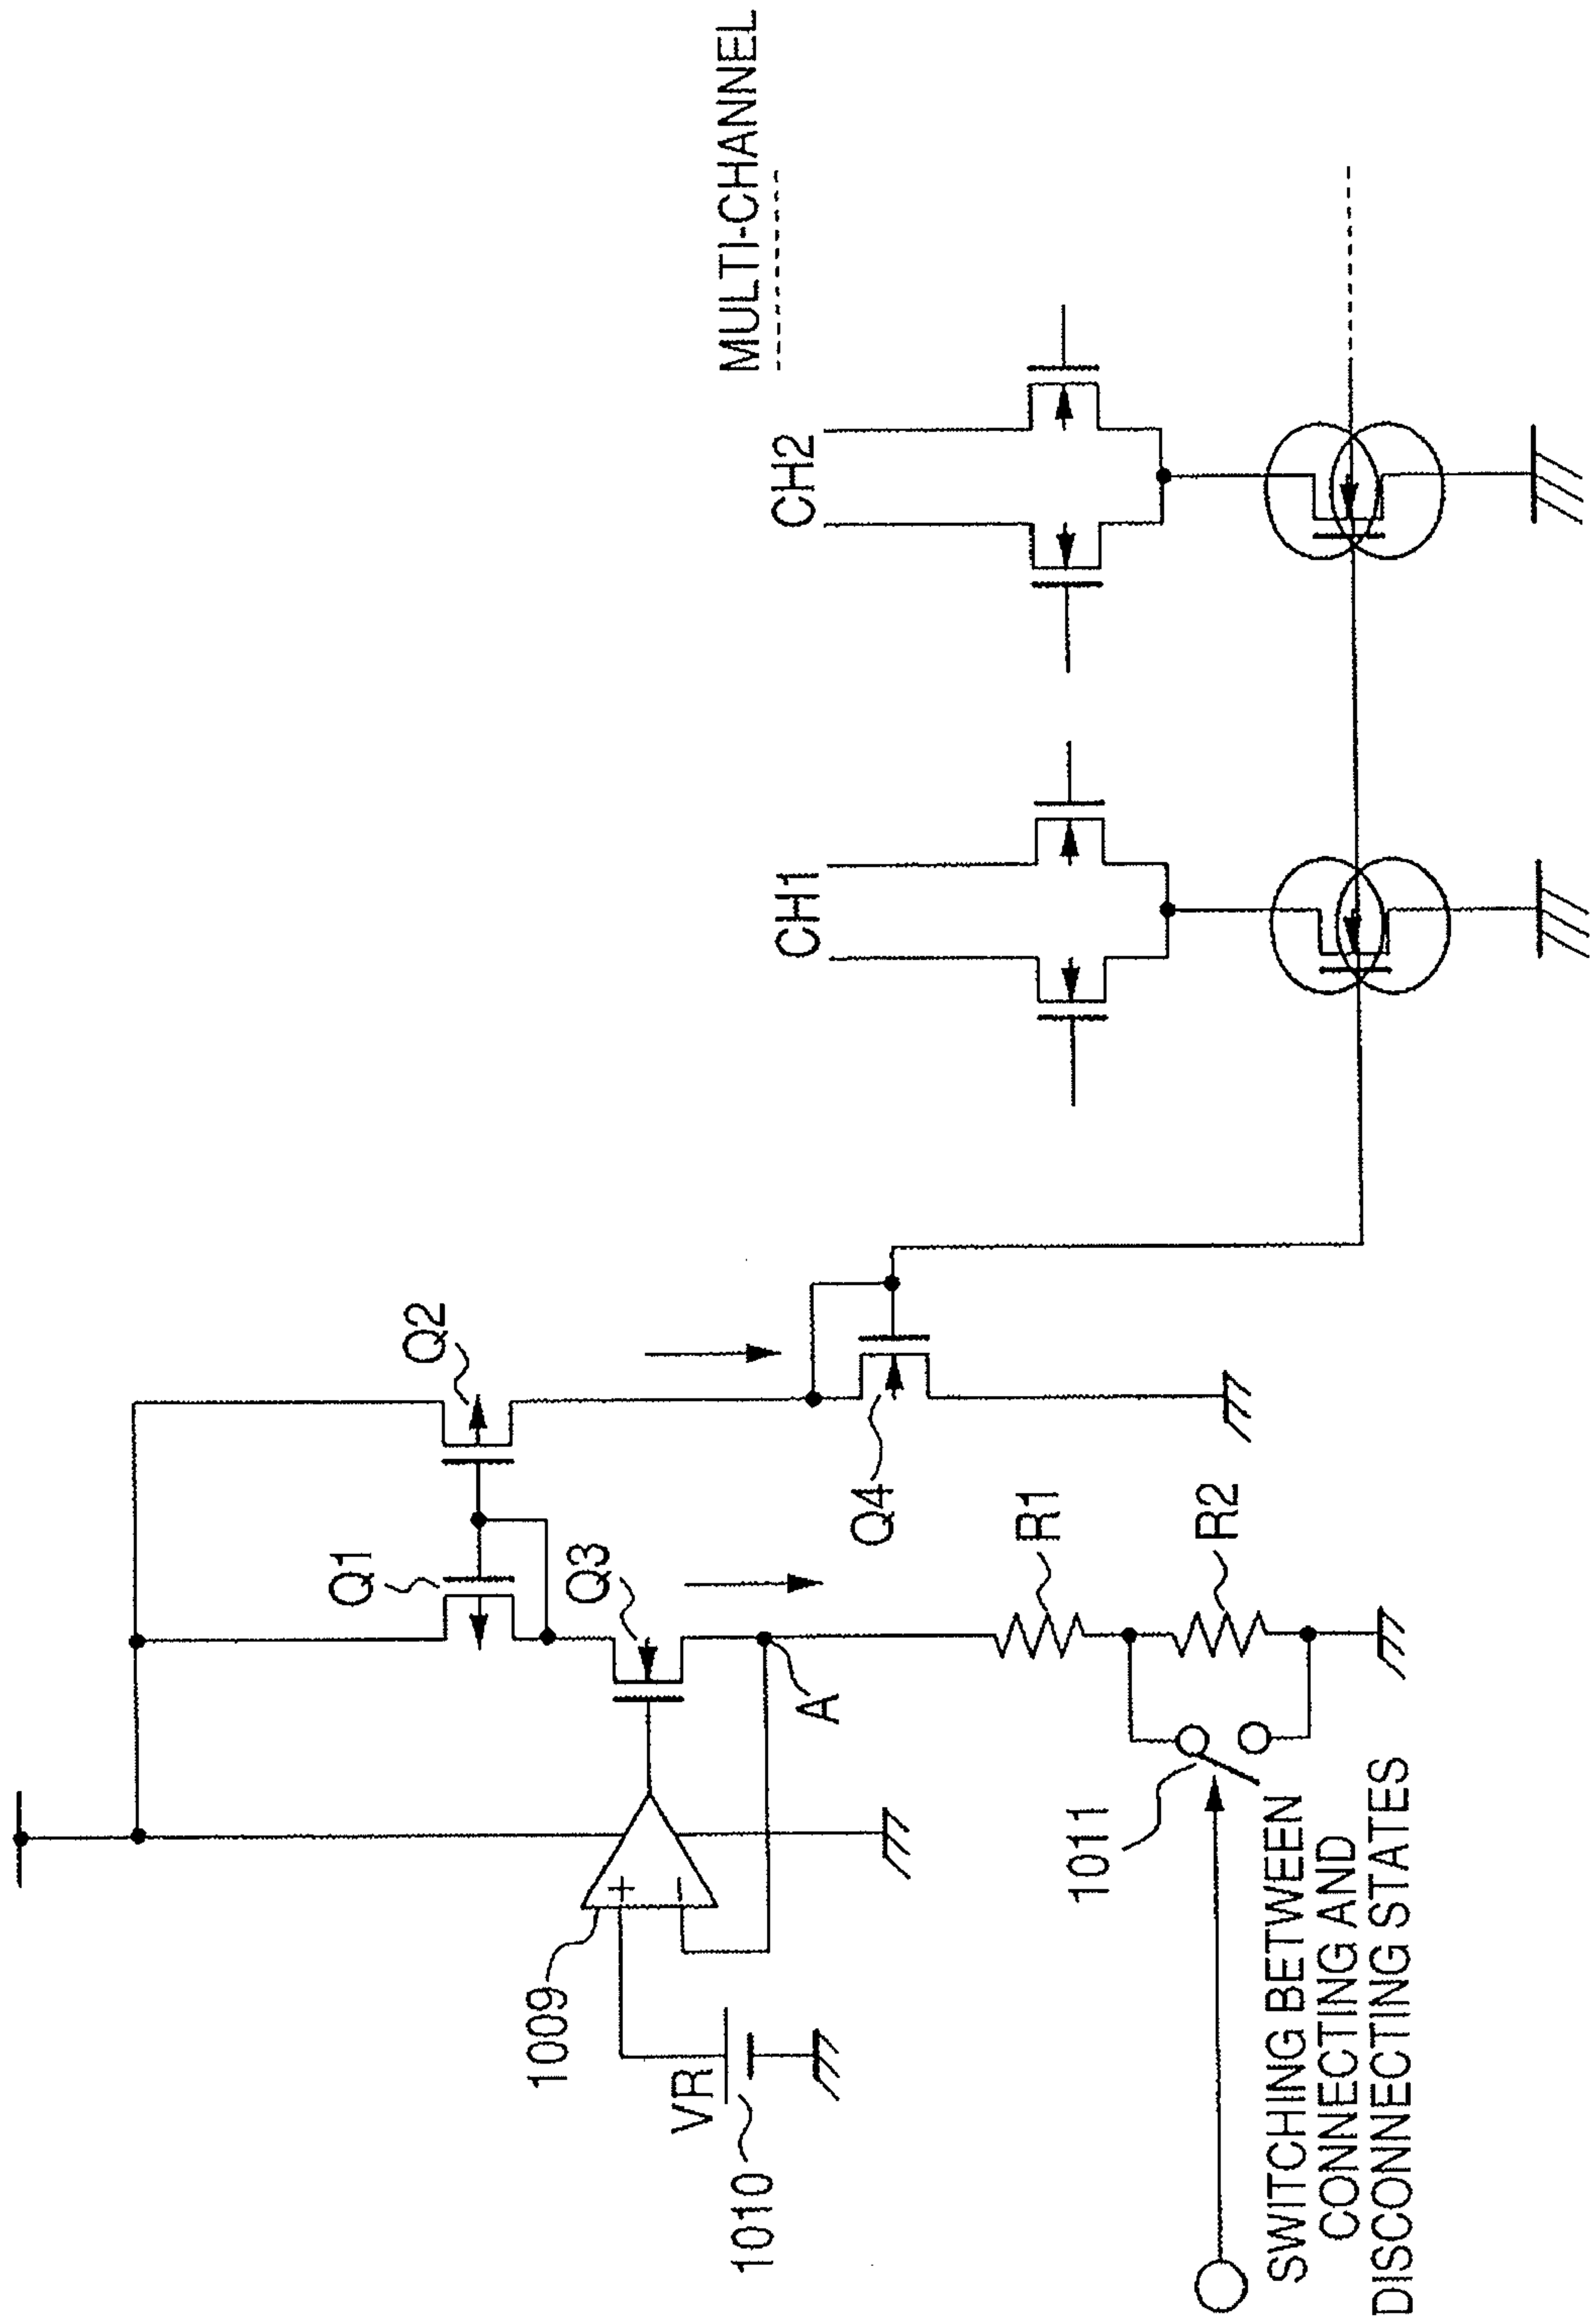 MULTI-CHANNEL
CH1
CH2
Q1
Q2
Q3
Q4
A
R1
R2
1009
+
−
VR
1010
1011
SWITCHING BETWEEN
CONNECTING AND
DISCONNECTING STATES